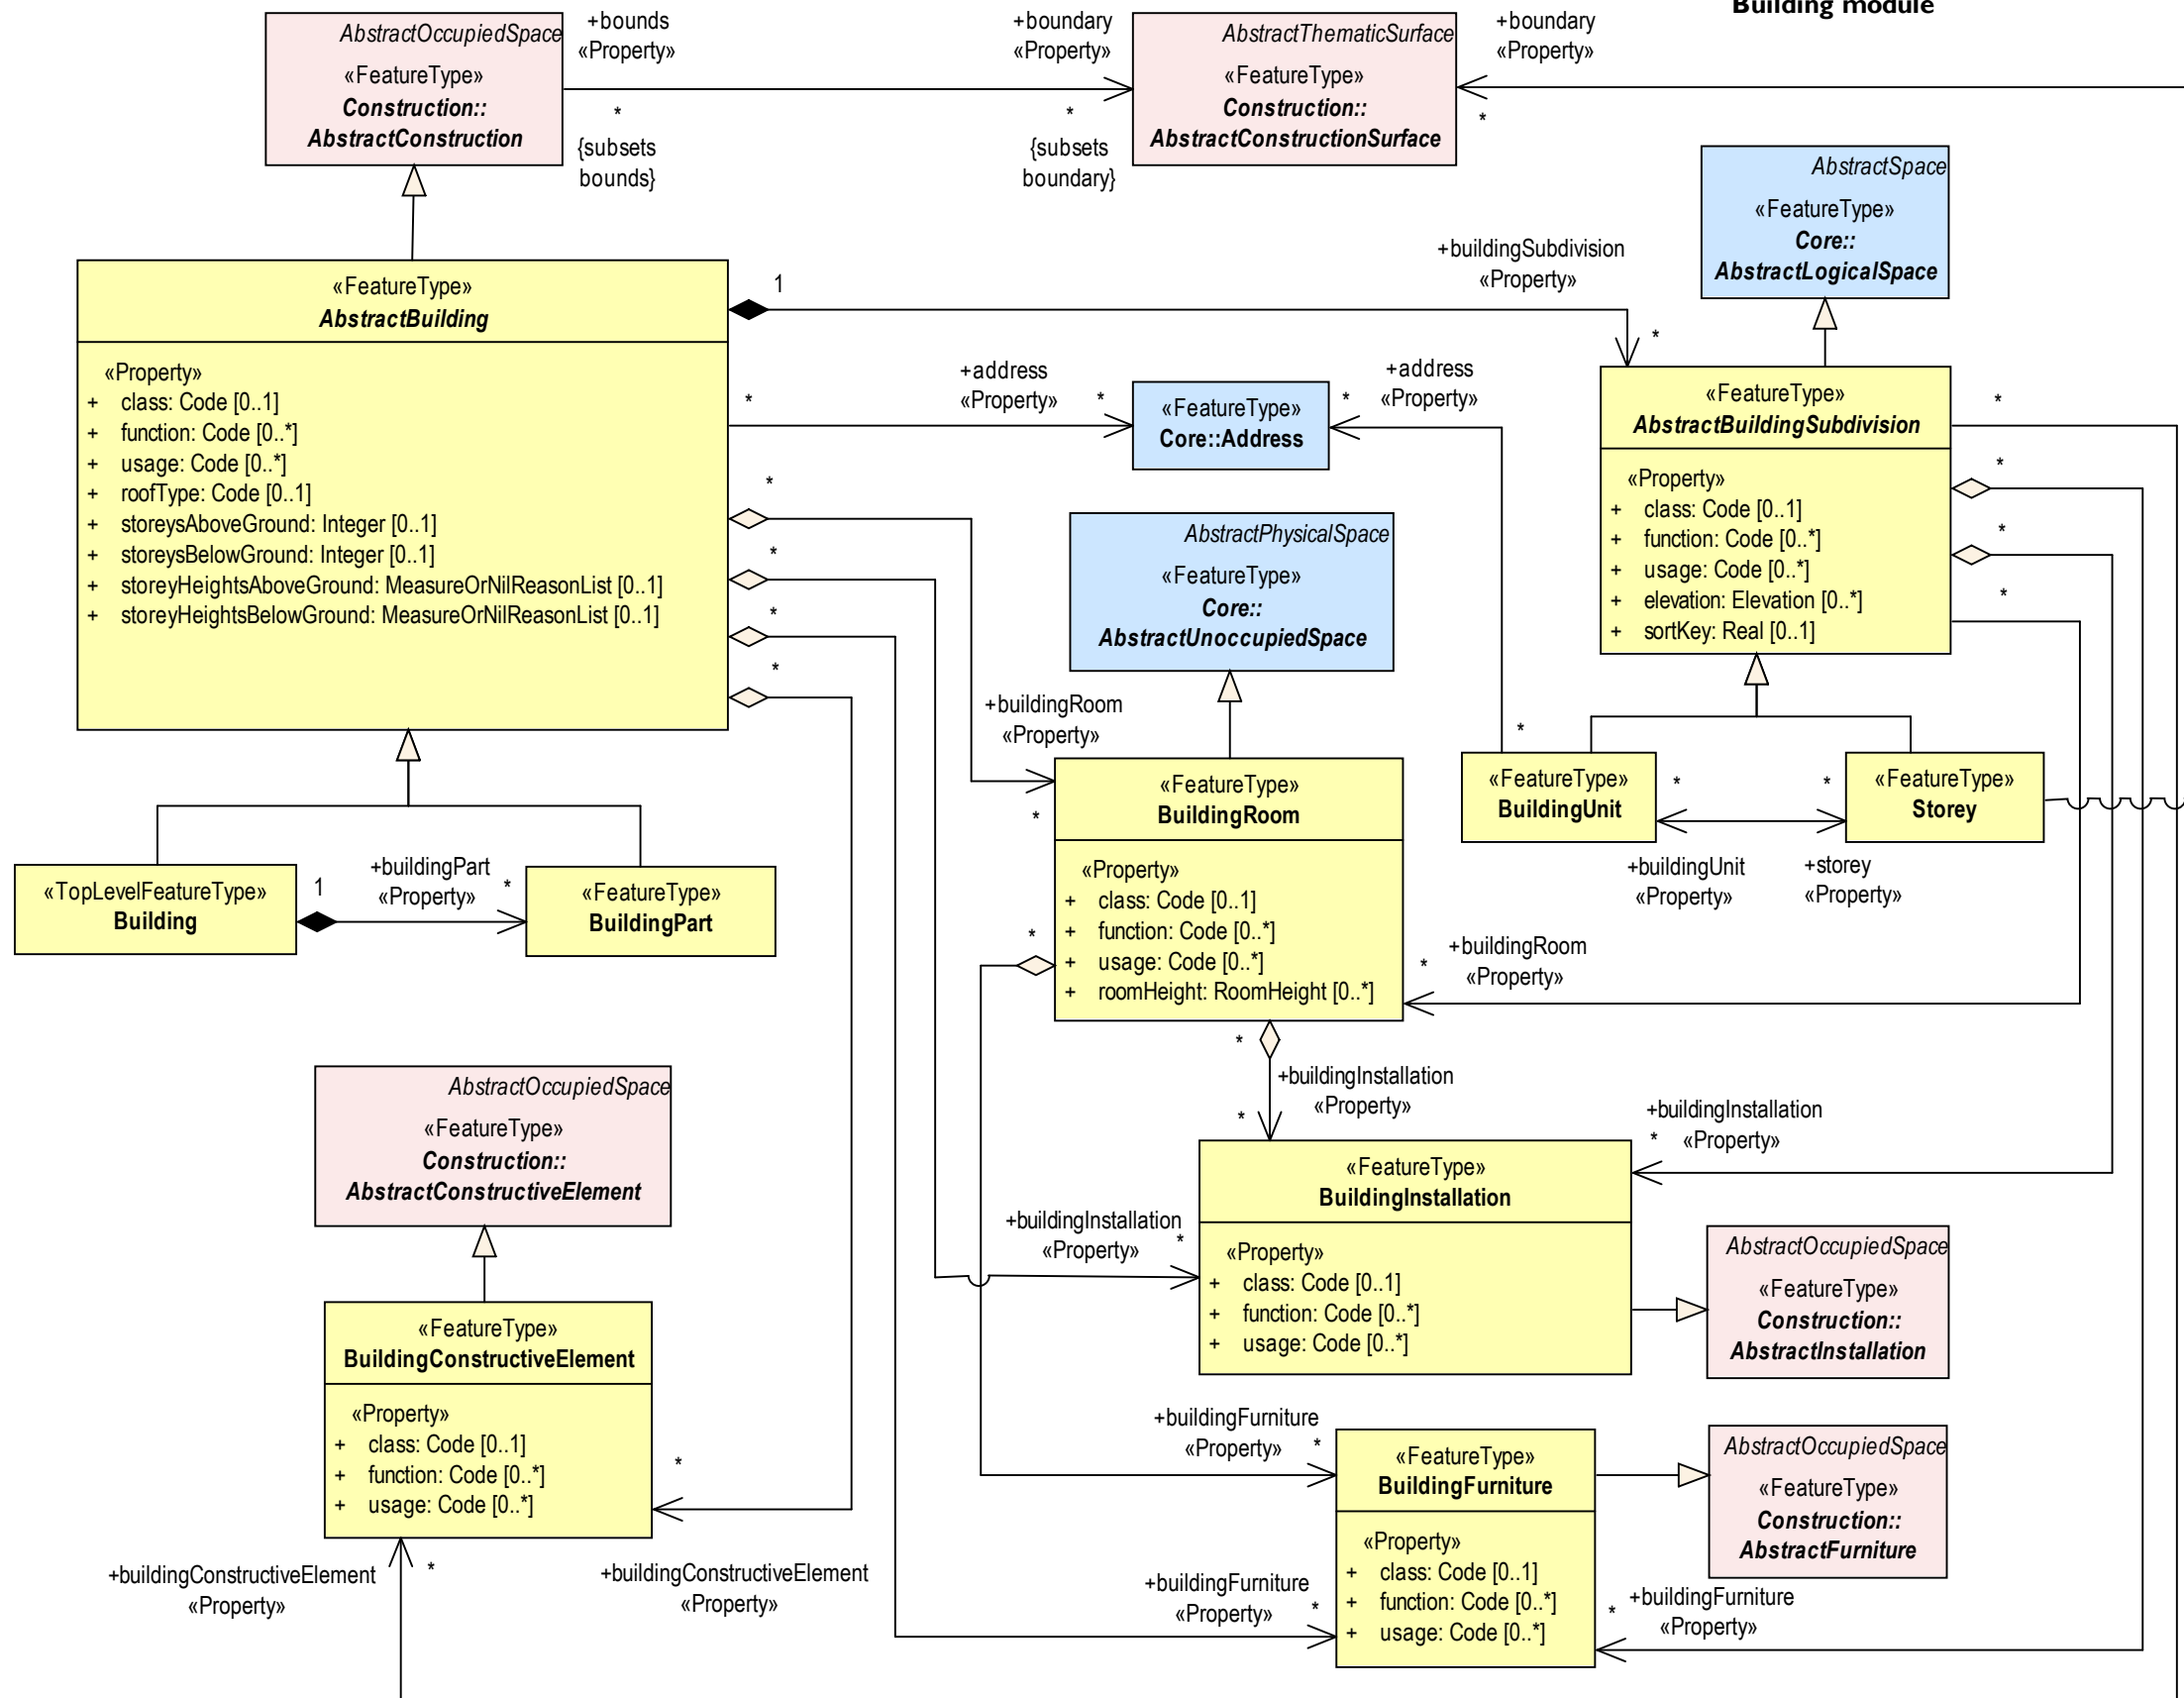 Building module
AbstractOccupiedSpace
«FeatureType»
Construction::
AbstractConstruction
+bounds
«Property»
*
{subsets
bounds}
+boundary
«Property»
*
{subsets
boundary}
AbstractThematicSurface
«FeatureType»
Construction::
AbstractConstructionSurface
+boundary
«Property»
*
AbstractSpace
«FeatureType»
Core::
AbstractLogicalSpace
«FeatureType»
AbstractBuilding
«Property»
+ class: Code [0..1]
+ function: Code [0..*]
+ usage: Code [0..*]
+ roofType: Code [0..1]
+ storeysAboveGround: Integer [0..1]
+ storeysBelowGround: Integer [0..1]
+ storeyHeightsAboveGround: MeasureOrNilReasonList [0..1]
+ storeyHeightsBelowGround: MeasureOrNilReasonList [0..1]
1
+buildingSubdivision
«Property»
*
*
+address
«Property»
*
«FeatureType»
Core::Address
*
+address
«Property»
*
«FeatureType»
AbstractBuildingSubdivision
«Property»
+ class: Code [0..1]
+ function: Code [0..*]
+ usage: Code [0..*]
+ elevation: Elevation [0..*]
+ sortKey: Real [0..1]
*
*
*
*
*
*
*
*
AbstractPhysicalSpace
«FeatureType»
Core::
AbstractUnoccupiedSpace
+buildingRoom
«Property»
*
«FeatureType»
BuildingRoom
«Property»
+ class: Code [0..1]
+ function: Code [0..*]
+ usage: Code [0..*]
+ roomHeight: RoomHeight [0..*]
*
«FeatureType»
BuildingUnit
*
*
+buildingUnit
«Property»
+storey
«Property»
«FeatureType»
Storey
«TopLevelFeatureType»
Building
1
+buildingPart
«Property»
*
«FeatureType»
BuildingPart
+buildingRoom
«Property»
*
*
+buildingInstallation
«Property»
*
+buildingInstallation
«Property»
*
AbstractOccupiedSpace
«FeatureType»
Construction::
AbstractConstructiveElement
«FeatureType»
BuildingInstallation
«Property»
+ class: Code [0..1]
+ function: Code [0..*]
+ usage: Code [0..*]
+buildingInstallation
«Property»
*
AbstractOccupiedSpace
«FeatureType»
Construction::
AbstractInstallation
«FeatureType»
BuildingConstructiveElement
«Property»
+ class: Code [0..1]
+ function: Code [0..*]
+ usage: Code [0..*]
*
+buildingFurniture
«Property»
*
«FeatureType»
BuildingFurniture
«Property»
+ class: Code [0..1]
+ function: Code [0..*]
+ usage: Code [0..*]
AbstractOccupiedSpace
«FeatureType»
Construction::
AbstractFurniture
+buildingConstructiveElement
«Property»
*
+buildingConstructiveElement
«Property»
+buildingFurniture
«Property»
*
*
+buildingFurniture
«Property»